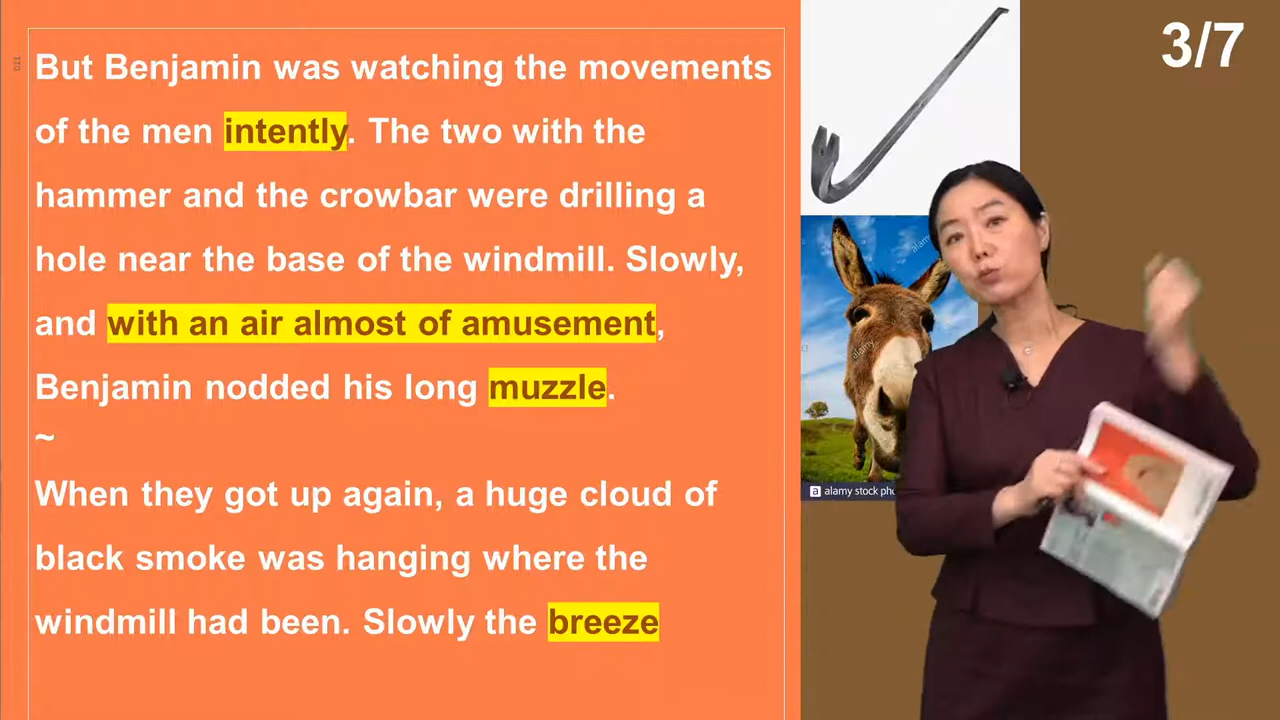 3/7
But Benjamin was watching the movements
of the men intently. The two with the
hammer and the crowbar were drilling a
hole near the base of the windmill. Slowly,
and with an air almost of amusement,
Benjamin nodded his long muzzle.
~
When they got up again, a huge cloud of
black smoke was hanging where the
windmill had been. Slowly the breeze
alamy
alamy
a alamy stock